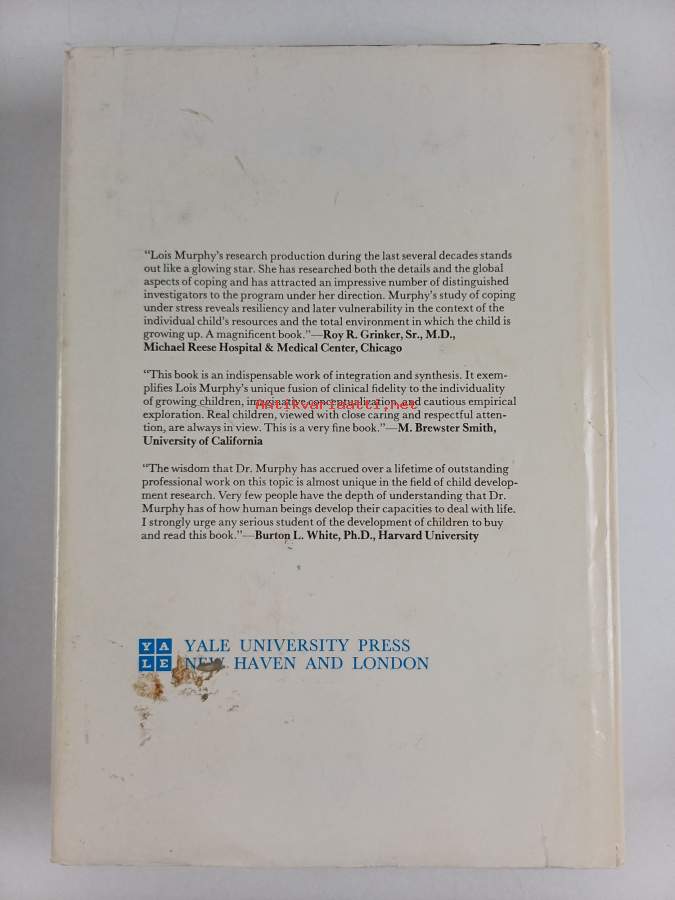 “Lois Murphy’s research production during the last several decades stands
out like a glowing star. She has researched both the details and the global
aspects of coping and has attracted an impressive number of distinguished
investigators to the program under her direction. Murphy’s study of coping
under stress reveals resiliency and later vulnerability in the context of the
individual child’s resources and the total environment in which the child is
growing up. A magnificent book.”—Roy R. Grinker, Sr., M.D.,
Michael Reese Hospital & Medical Center, Chicago
“This book is an indispensable work of integration and synthesis. It exem-
plifies Lois Murphy’s unique fusion of clinical fidelity to the individuality
of growing children, imaginative conceptualization, and cautious empirical
Antikvariaatti.net
exploration. Real children, viewed with close caring and respectful atten-
tion, are always in view. This is a very fine book.”—M. Brewster Smith,
University of California
“The wisdom that Dr. Murphy has accrued over a lifetime of outstanding
professional work on this topic is almost unique in the field of child develop-
ment research. Very few people have the depth of understanding that Dr.
Murphy has of how human beings develop their capacities to deal with life.
I strongly urge any serious student of the development of children to buy
and read this book.”—Burton L. White, Ph.D., Harvard University
YALE YALE UNIVERSITY PRESS
NEW HAVEN AND LONDON